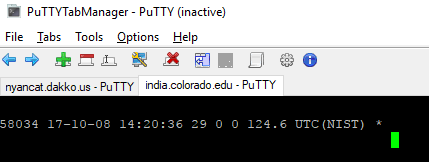 PuTTYTabManager - PuTTY (inactive)
File Tabs Tools Options Help
nyancat.dakko.us - PuTTY india.colorado.edu - PuTTY
58034 17-10-08 14:20:36 29 0 0 124.6 UTC(NIST) *